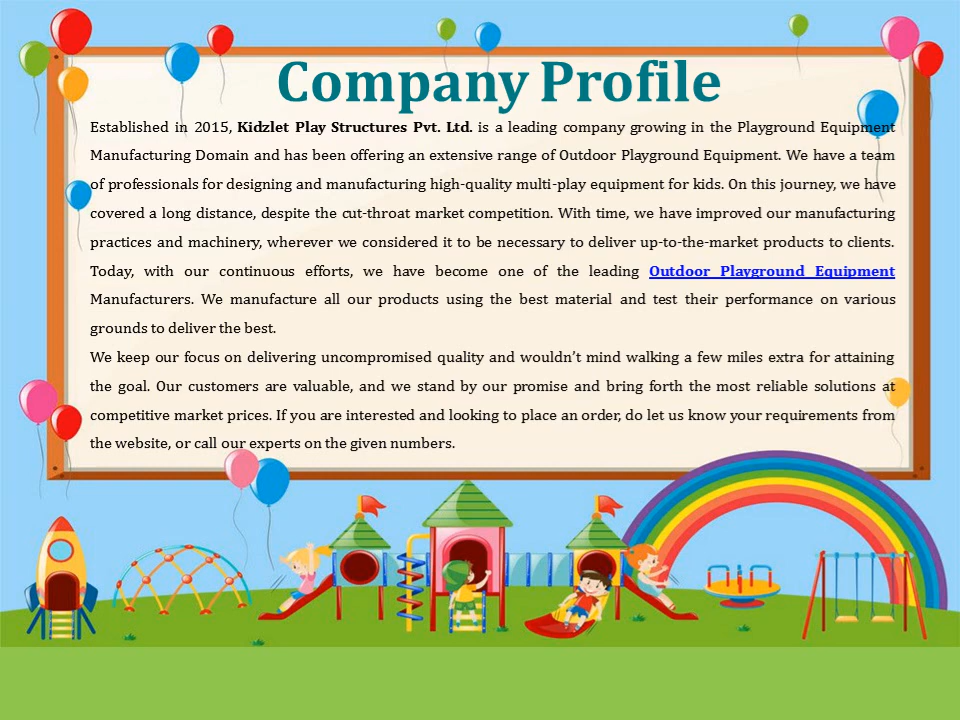 Company Profile
Established in 2015, Kidzlet Play Structures Pvt. Ltd. is a leading company growing in the Playground Equipment
Manufacturing Domain and has been offering an extensive range of Outdoor Playground Equipment. We have a team
of professionals for designing and manufacturing high-quality multi-play equipment for kids. On this journey, we have
covered a long distance, despite the cut-throat market competition. With time, we have improved our manufacturing
practices and machinery, wherever we considered it to be necessary to deliver up-to-the-market products to clients.
Today, with our continuous efforts, we have become one of the leading Outdoor Playground Equipment
Manufacturers. We manufacture all our products using the best material and test their performance on various
grounds to deliver the best.
We keep our focus on delivering uncompromised quality and wouldn’t mind walking a few miles extra for attaining
the goal. Our customers are valuable, and we stand by our promise and bring forth the most reliable solutions at
competitive market prices. If you are interested and looking to place an order, do let us know your requirements from
the website, or call our experts on the given numbers.